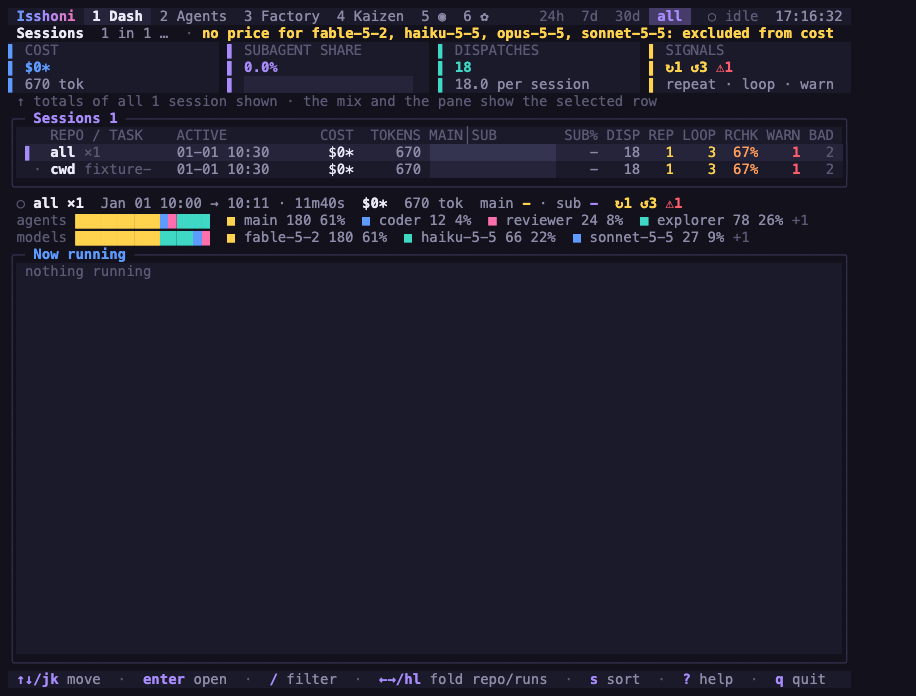 Isshoni 1 Dash 2 Agents 3 Factory 4 Kaizen 5 ◉ 6 ✿ 24h 7d 30d all ○ idle 17:16:32
Sessions 1 in 1 … · no price for fable-5-2, haiku-5-5, opus-5-5, sonnet-5-5: excluded from cost
COST SUBAGENT SHARE DISPATCHES SIGNALS
$0* 0.0% 18 ↻1 ↺3 ⚠1
670 tok 18.0 per session repeat · loop · warn
↑ totals of all 1 session shown · the mix and the pane show the selected row
Sessions 1
REPO / TASK ACTIVE COST TOKENS MAIN│SUB SUB% DISP REP LOOP RCHK WARN BAD
all ×1 01-01 10:30 $0* 670 — 18 1 3 67% 1 2
· cwd fixture- 01-01 10:30 $0* 670 — 18 1 3 67% 1 2
○ all ×1 Jan 01 10:00 → 10:11 · 11m40s $0* 670 tok main — · sub — ↻1 ↺3 ⚠1
agents ■ main 180 61% ■ coder 12 4% ■ reviewer 24 8% ■ explorer 78 26% +1
models ■ fable-5-2 180 61% ■ haiku-5-5 66 22% ■ sonnet-5-5 27 9% +1
Now running
nothing running
↑↓/jk move · enter open · / filter · ←→/hl fold repo/runs · s sort · ? help · q quit